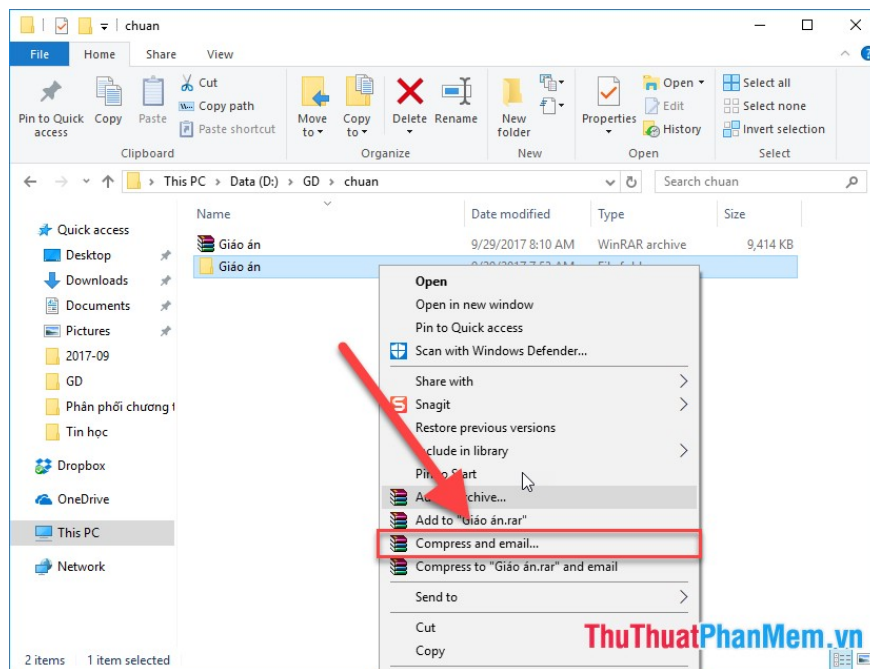 chuan
File Home Share View
Cut
Copy path
Paste shortcut
Pin to Quick access
Copy
Paste
Move to
Copy to
Delete
Rename
New folder
Properties
Open
Edit
History
Select all
Select none
Invert selection
Clipboard Organize New Open Select
This PC > Data (D:) > GD > chuan
Search chuan
Name Date modified Type Size
Giáo án 9/29/2017 8:10 AM WinRAR archive 9,414 KB
Giáo án
Quick access
Desktop
Downloads
Documents
Pictures
2017-09
GD
Phân phối chương t
Tin học
Dropbox
OneDrive
This PC
Network
Open
Open in new window
Pin to Quick access
Scan with Windows Defender...
Share with
Snagit
Restore previous versions
Include in library
Pin to Start
Add to "Giáo án.rar"
Compress and email...
Compress to "Giáo án.rar" and email
Send to
Cut
Copy
ThuThuatPhanMem.vn
2 items 1 item selected